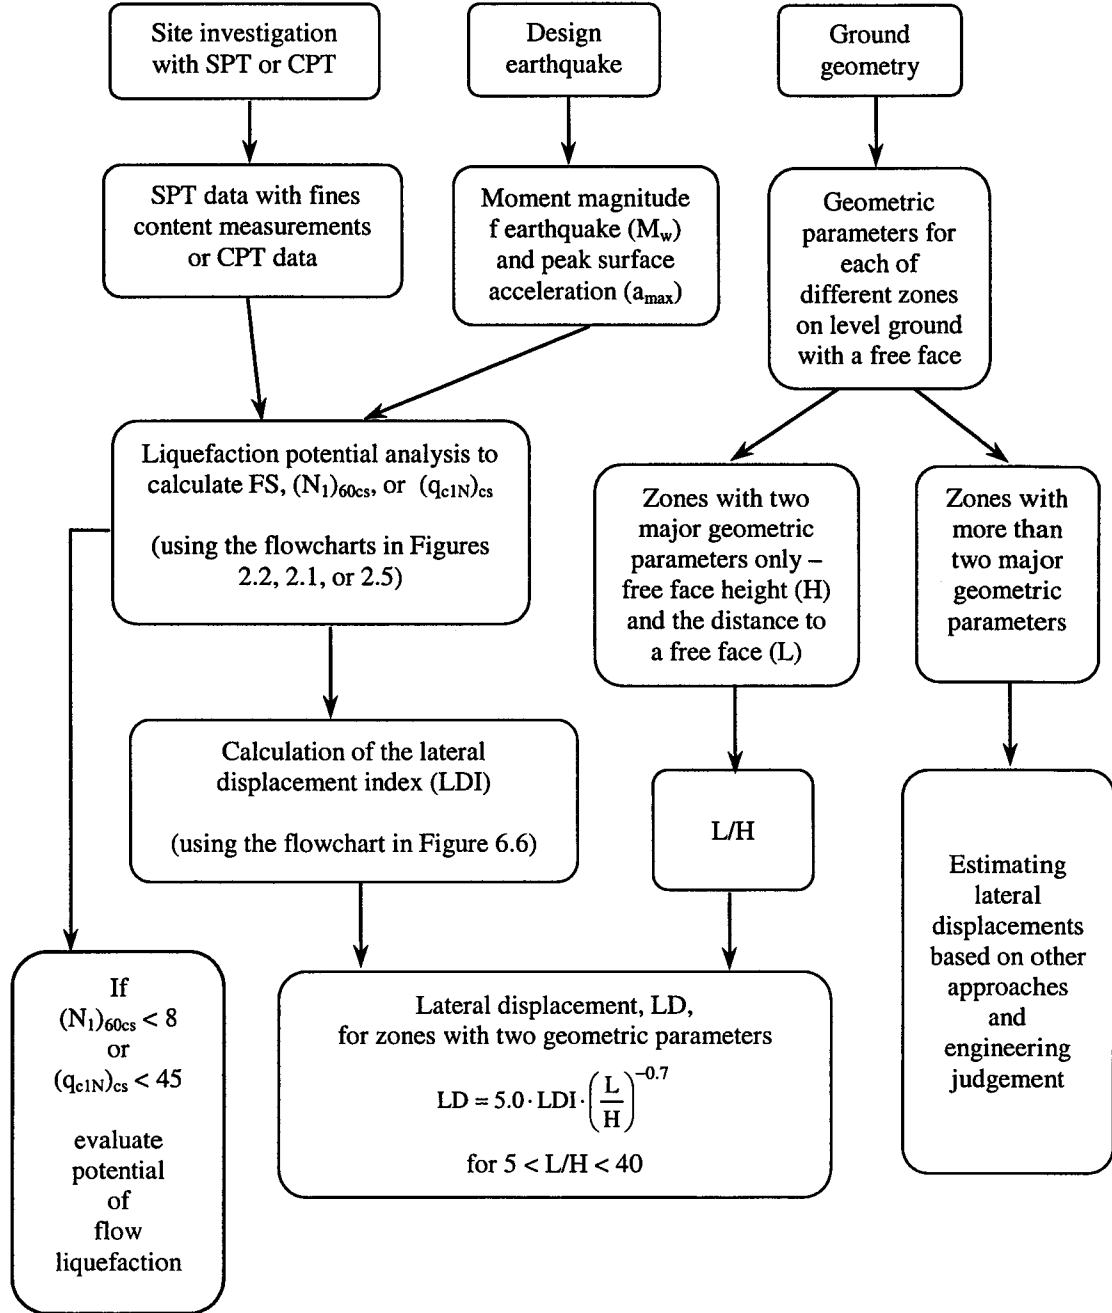 Site investigation
with SPT or CPT
Design
earthquake
Ground
geometry
SPT data with fines
content measurements
or CPT data
Moment magnitude
f earthquake (M_w)
and peak surface
acceleration (a_max)
Geometric
parameters for
each of
different zones
on level ground
with a free face
Liquefaction potential analysis to
calculate FS, (N₁)₆₀cs, or (q_c1N)_cs
(using the flowcharts in Figures
2.2, 2.1, or 2.5)
Zones with two
major geometric
parameters only –
free face height (H)
and the distance to
a free face (L)
Zones with
more than
two major
geometric
parameters
Calculation of the lateral
displacement index (LDI)
(using the flowchart in Figure 6.6)
L/H
Estimating
lateral
displacements
based on other
approaches
and
engineering
judgement
If
(N₁)₆₀cs < 8
or
(q_c1N)_cs < 45
evaluate
potential
of
flow
liquefaction
Lateral displacement, LD,
for zones with two geometric parameters
LD = 5.0 · LDI · (L/H)^–0.7
for 5 < L/H < 40